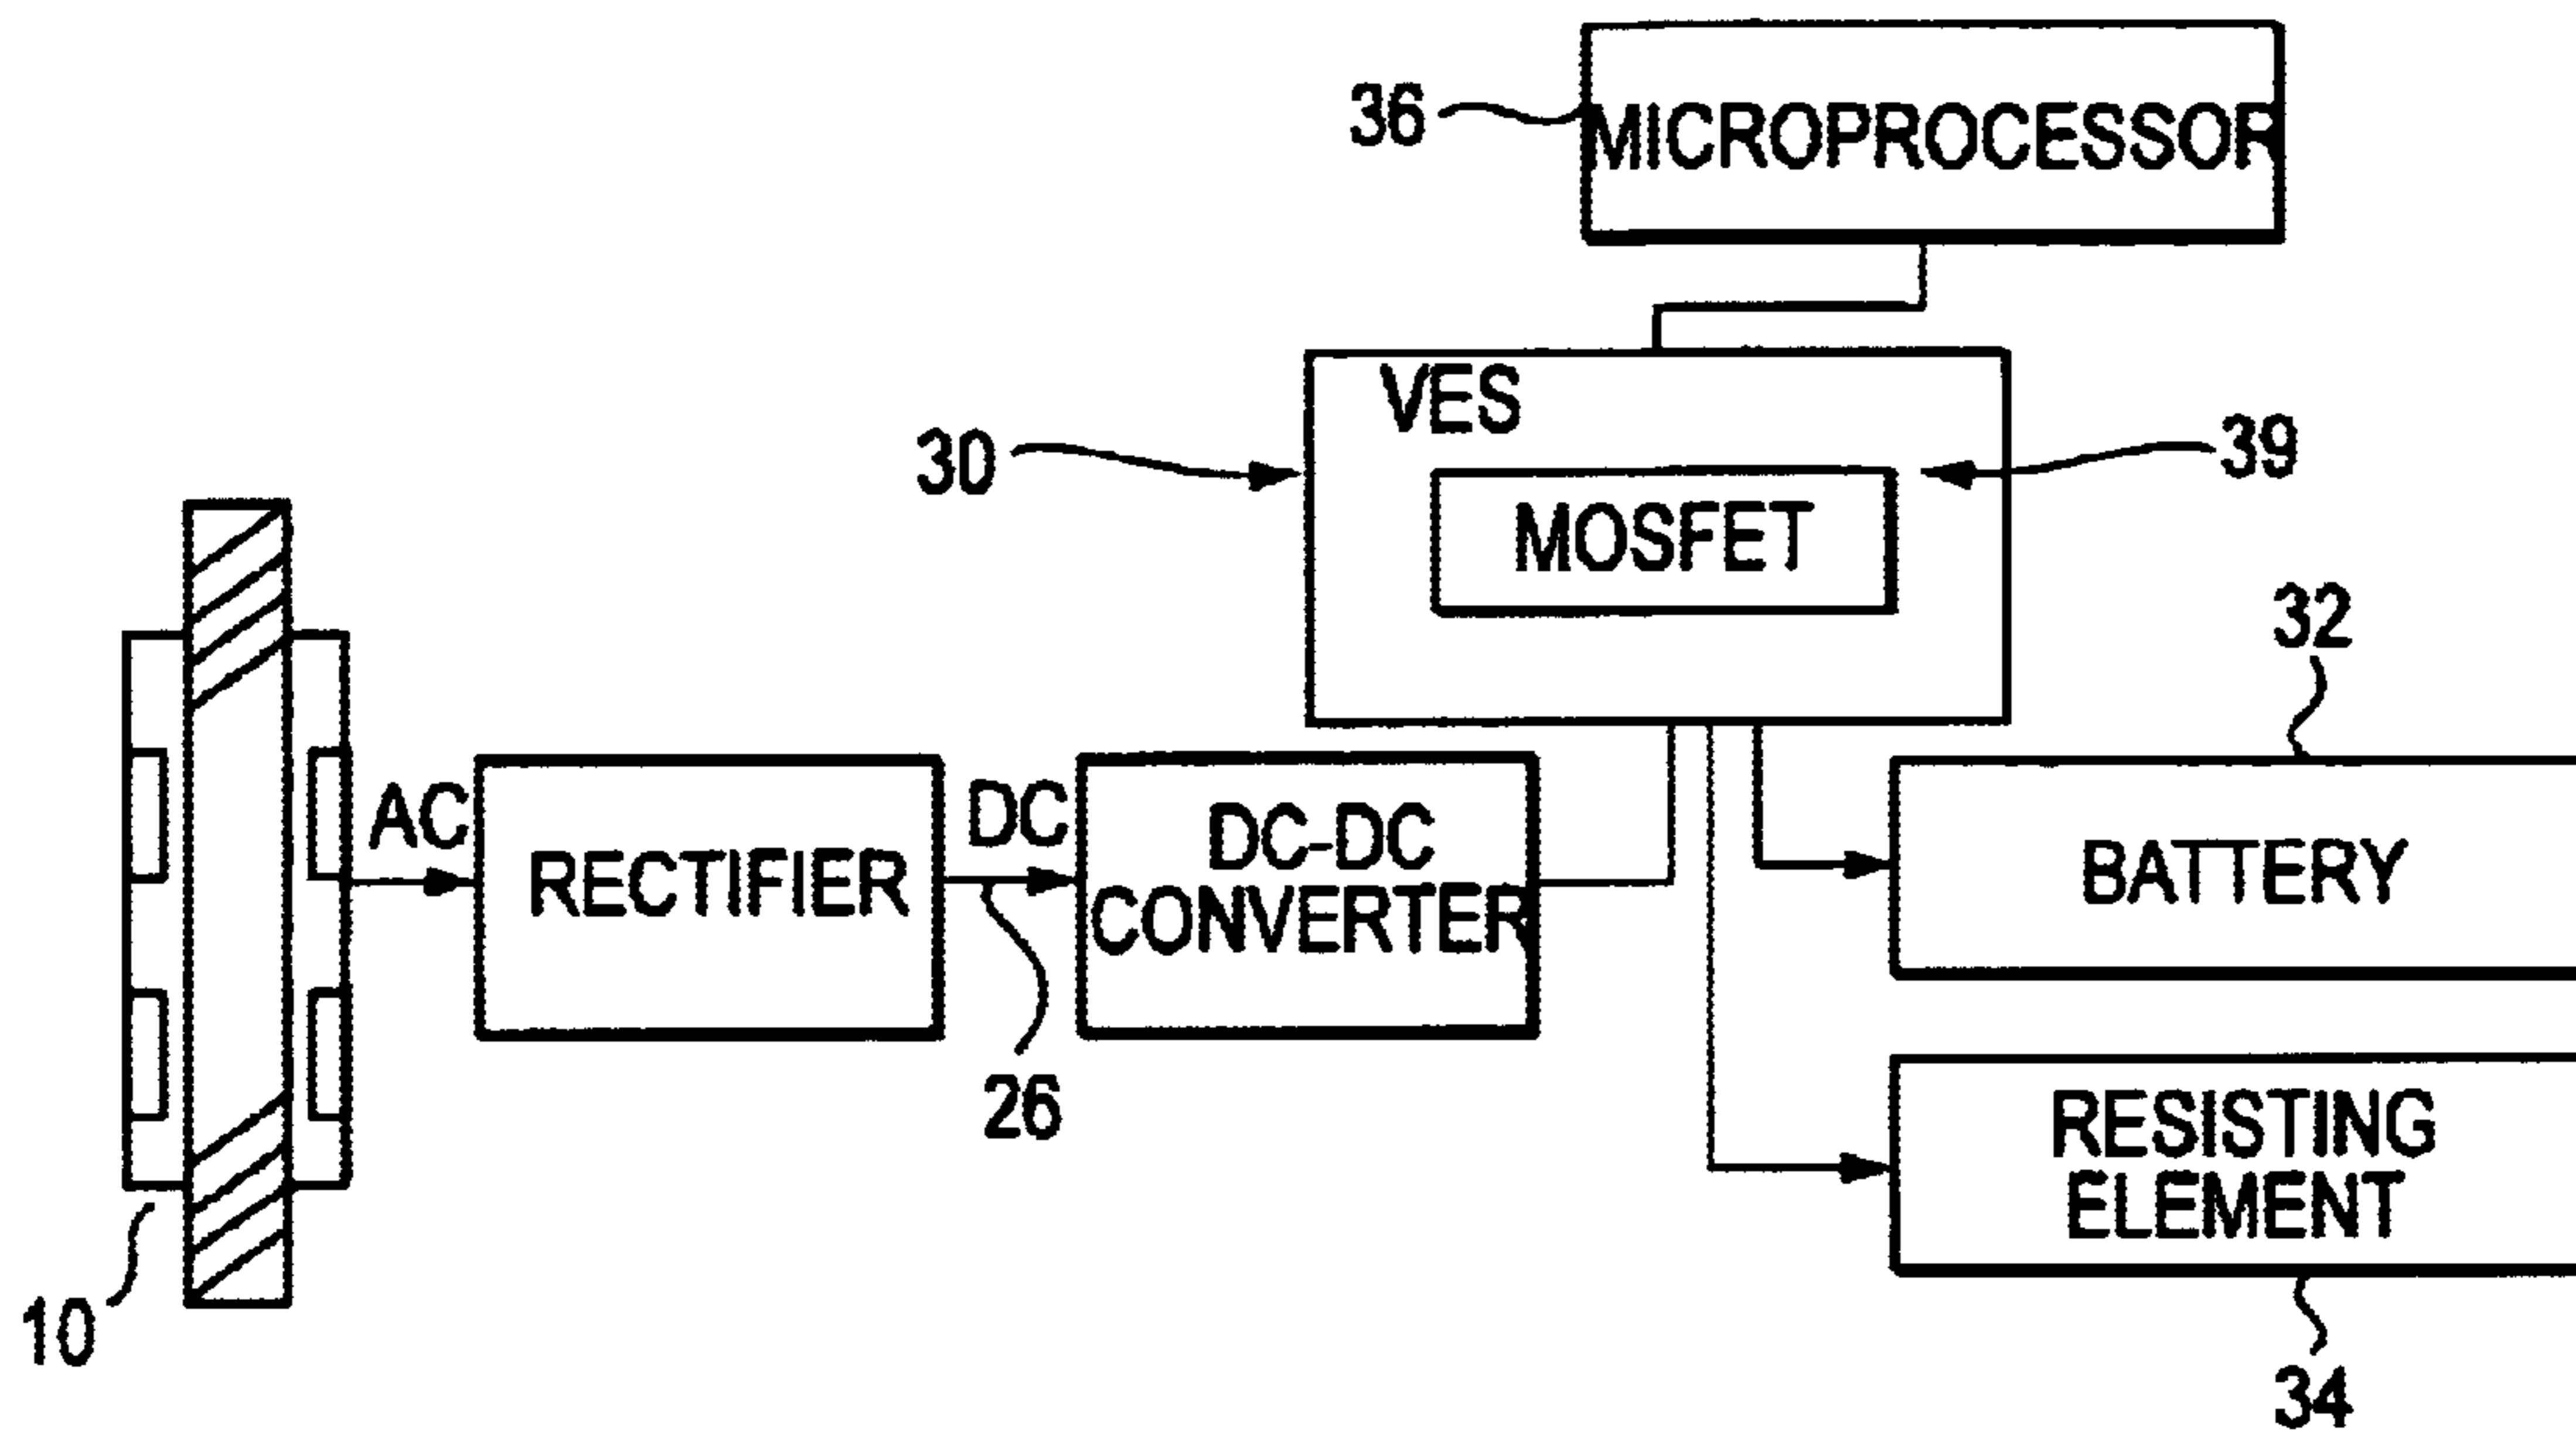 36
MICROPROCESSOR
VES
30
39
MOSFET
32
AC
DC
RECTIFIER
DC-DC
CONVERTER
BATTERY
26
RESISTING
ELEMENT
10
34